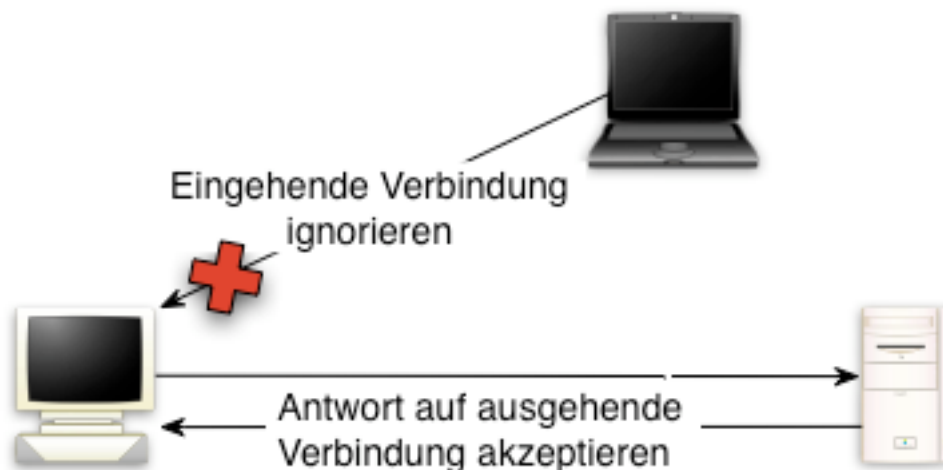 Eingehende Verbindung
ignorieren
Antwort auf ausgehende
Verbindung akzeptieren